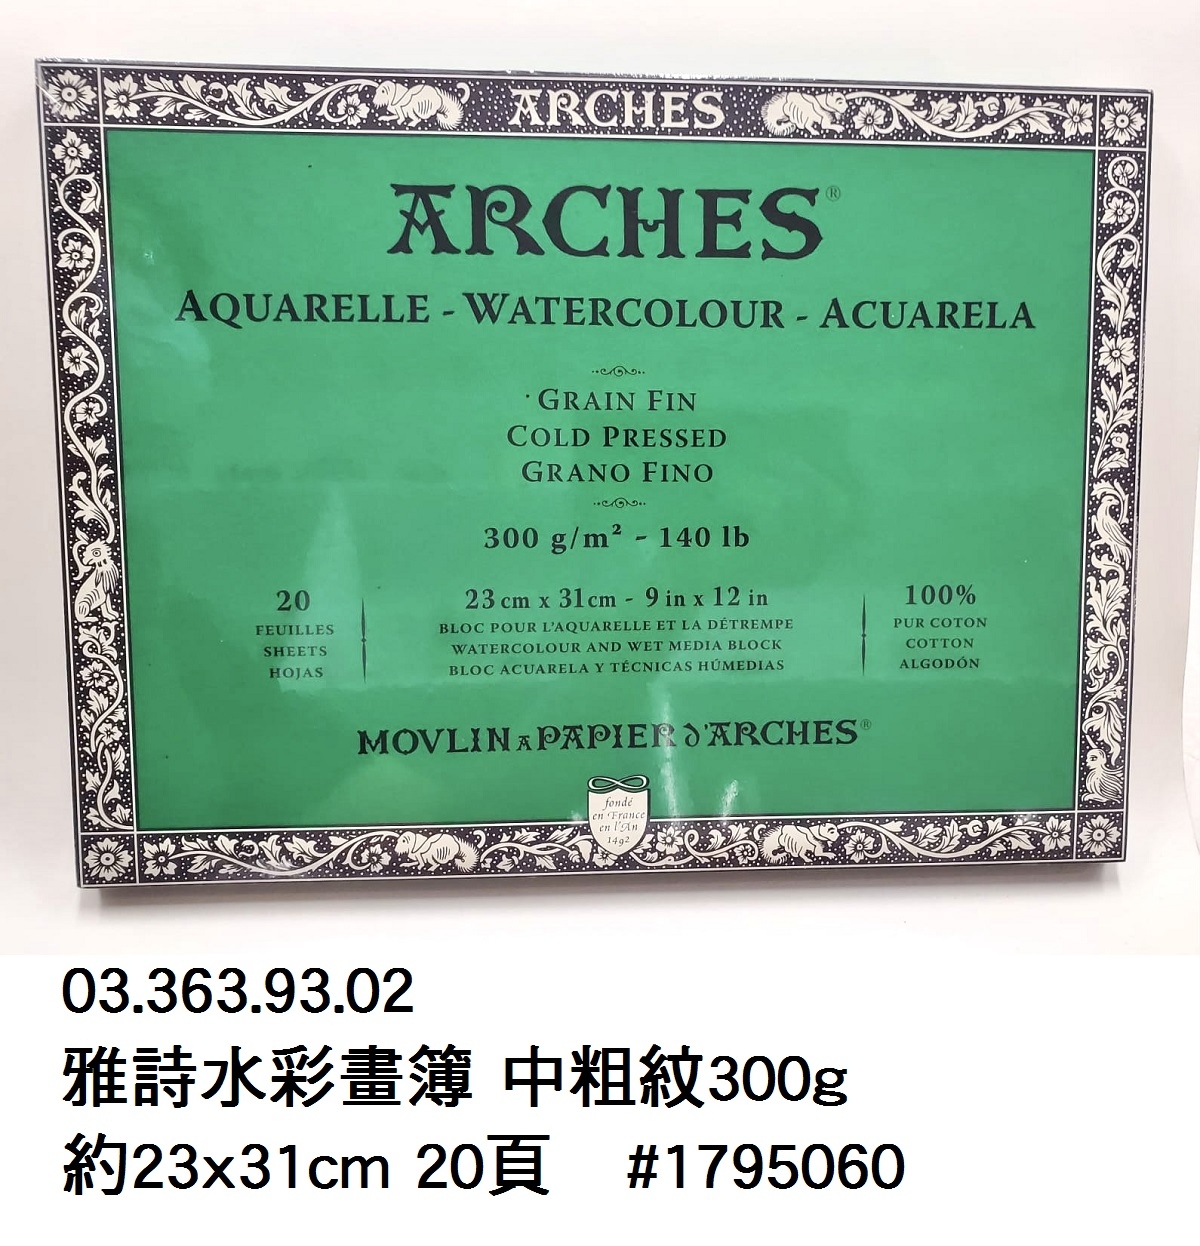 ARCHES
ARCHES®
AQUARELLE - WATERCOLOUR - ACUARELA
GRAIN FIN
COLD PRESSED
GRANO FINO
300 g/m² - 140 lb
20
FEUILLES
SHEETS
HOJAS
23 cm x 31 cm - 9 in x 12 in
BLOC POUR L'AQUARELLE ET LA DÉTREMPE
WATERCOLOUR AND WET MEDIA BLOCK
BLOC ACUARELA Y TÉCNICAS HÚMEDIAS
100%
PUR COTON
COTTON
ALGODÓN
MOVLIN A PAPIER d'ARCHES®
fondé
en France
en l'An
1492
03.363.93.02
雅詩水彩畫簿 中粗紋300g
約23x31cm 20頁 #1795060